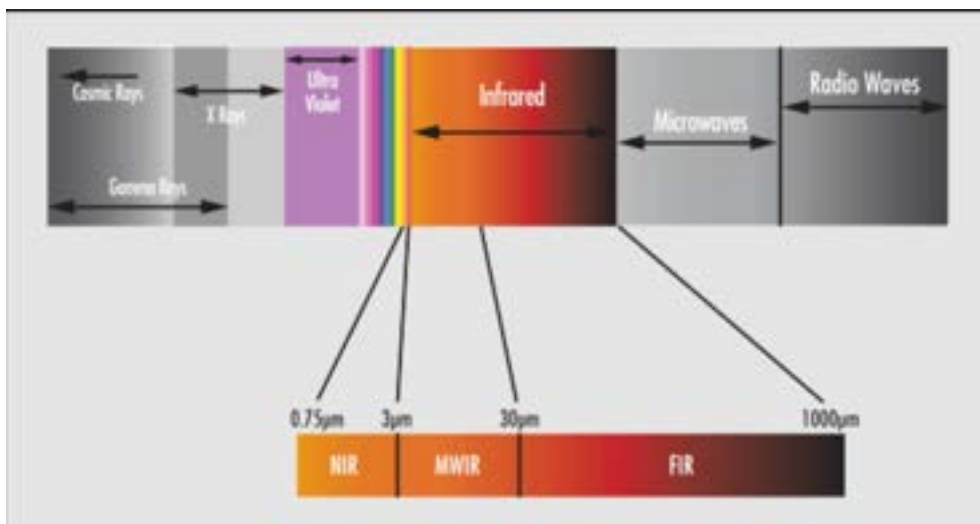 Cosmic Rays
X Rays
Gamma Rays
Ultra
Violet
Infrared
Microwaves
Radio Waves
0.75µm
3µm
30µm
1000µm
NIR
MWIR
FIR